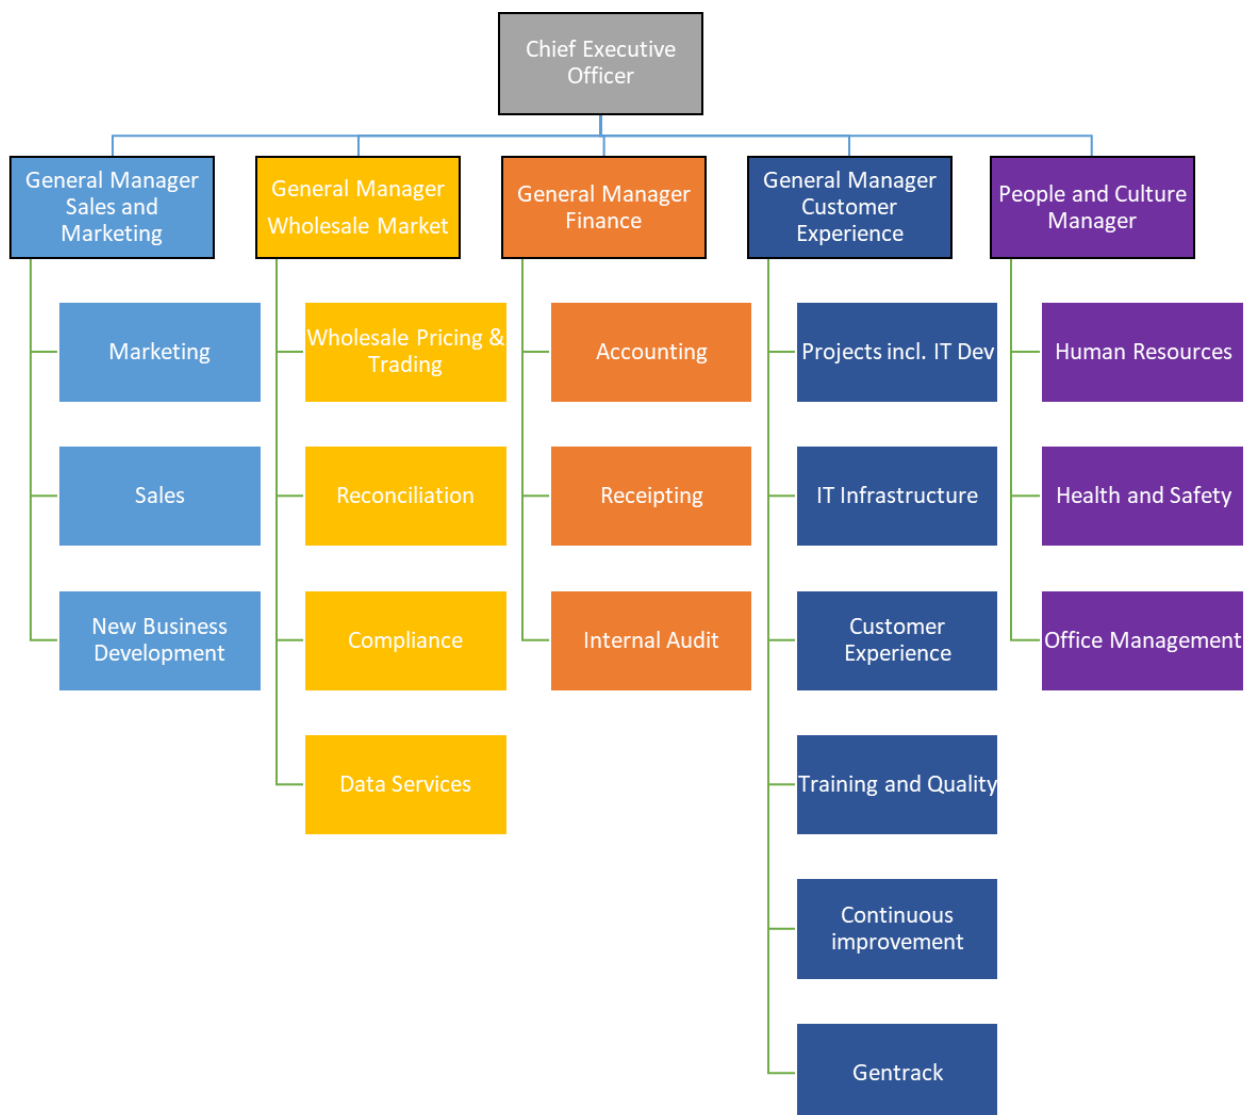 Chief Executive
Officer
General Manager
Sales and
Marketing
General Manager
Wholesale Market
General Manager
Finance
General Manager
Customer
Experience
People and Culture
Manager
Marketing
Wholesale Pricing &
Trading
Accounting
Projects incl. IT Dev
Human Resources
Sales
Reconciliation
Receipting
IT Infrastructure
Health and Safety
New Business
Development
Compliance
Internal Audit
Customer
Experience
Office Management
Data Services
Training and Quality
Continuous
improvement
Gentrack